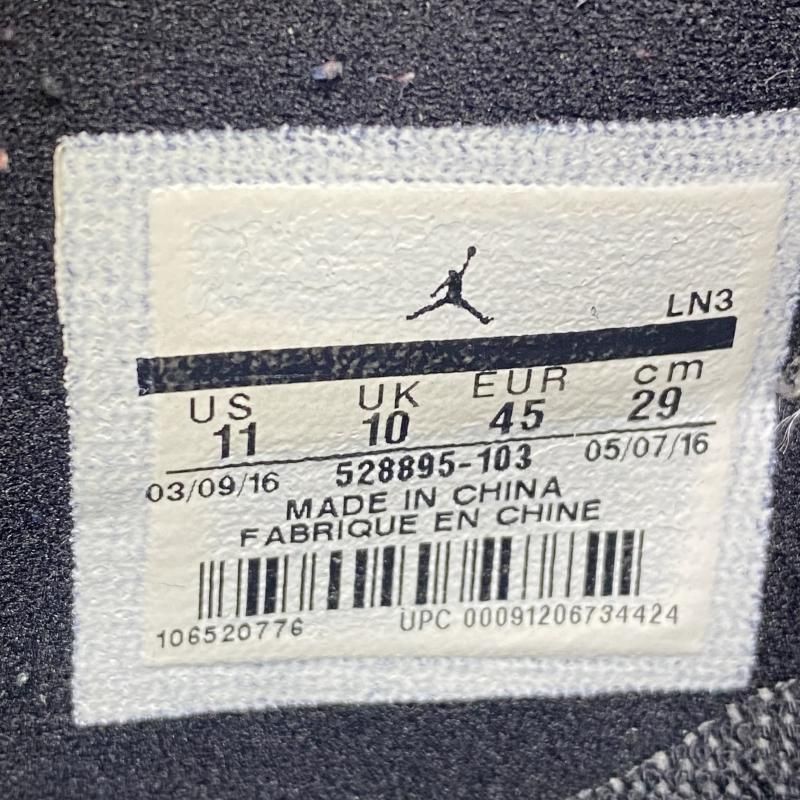 LN3
US UK EUR cm
11 10 45 29
03/09/16 528895-103 05/07/16
MADE IN CHINA
FABRIQUE EN CHINE
106520776 UPC 00091206734424